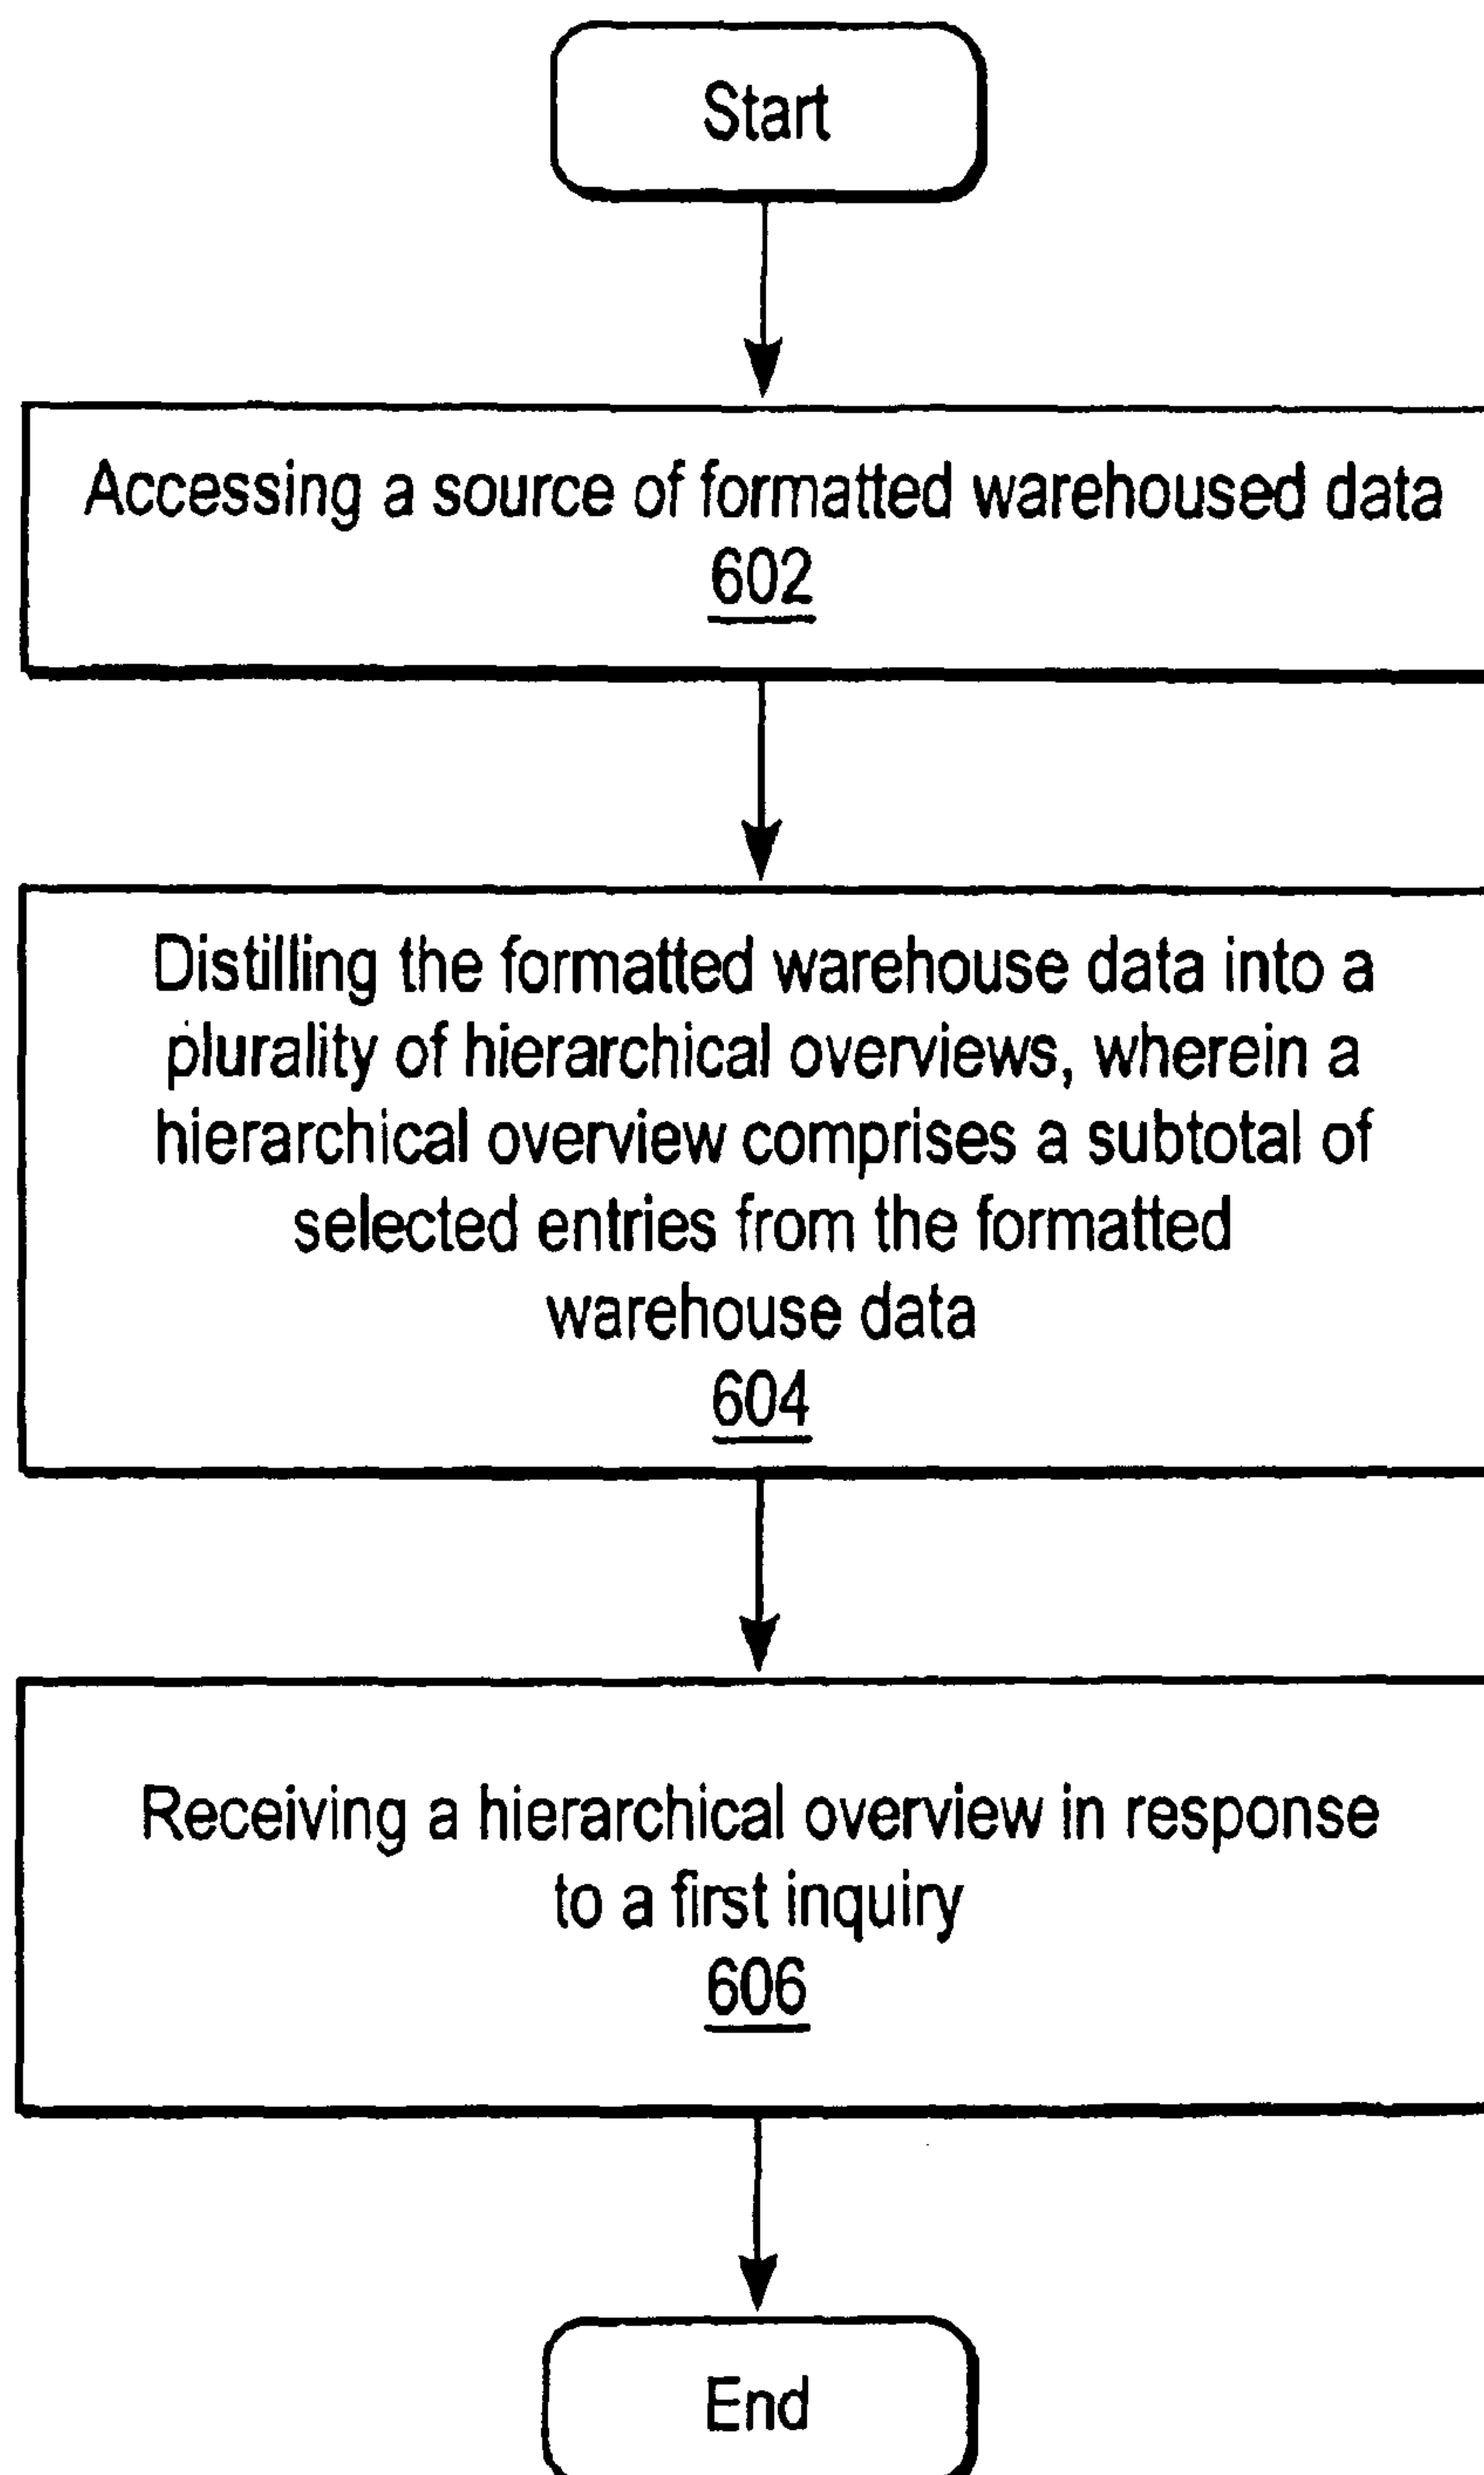 Start
Accessing a source of formatted warehoused data
602
Distilling the formatted warehouse data into a
plurality of hierarchical overviews, wherein a
hierarchical overview comprises a subtotal of
selected entries from the formatted
warehouse data
604
Receiving a hierarchical overview in response
to a first inquiry
606
End